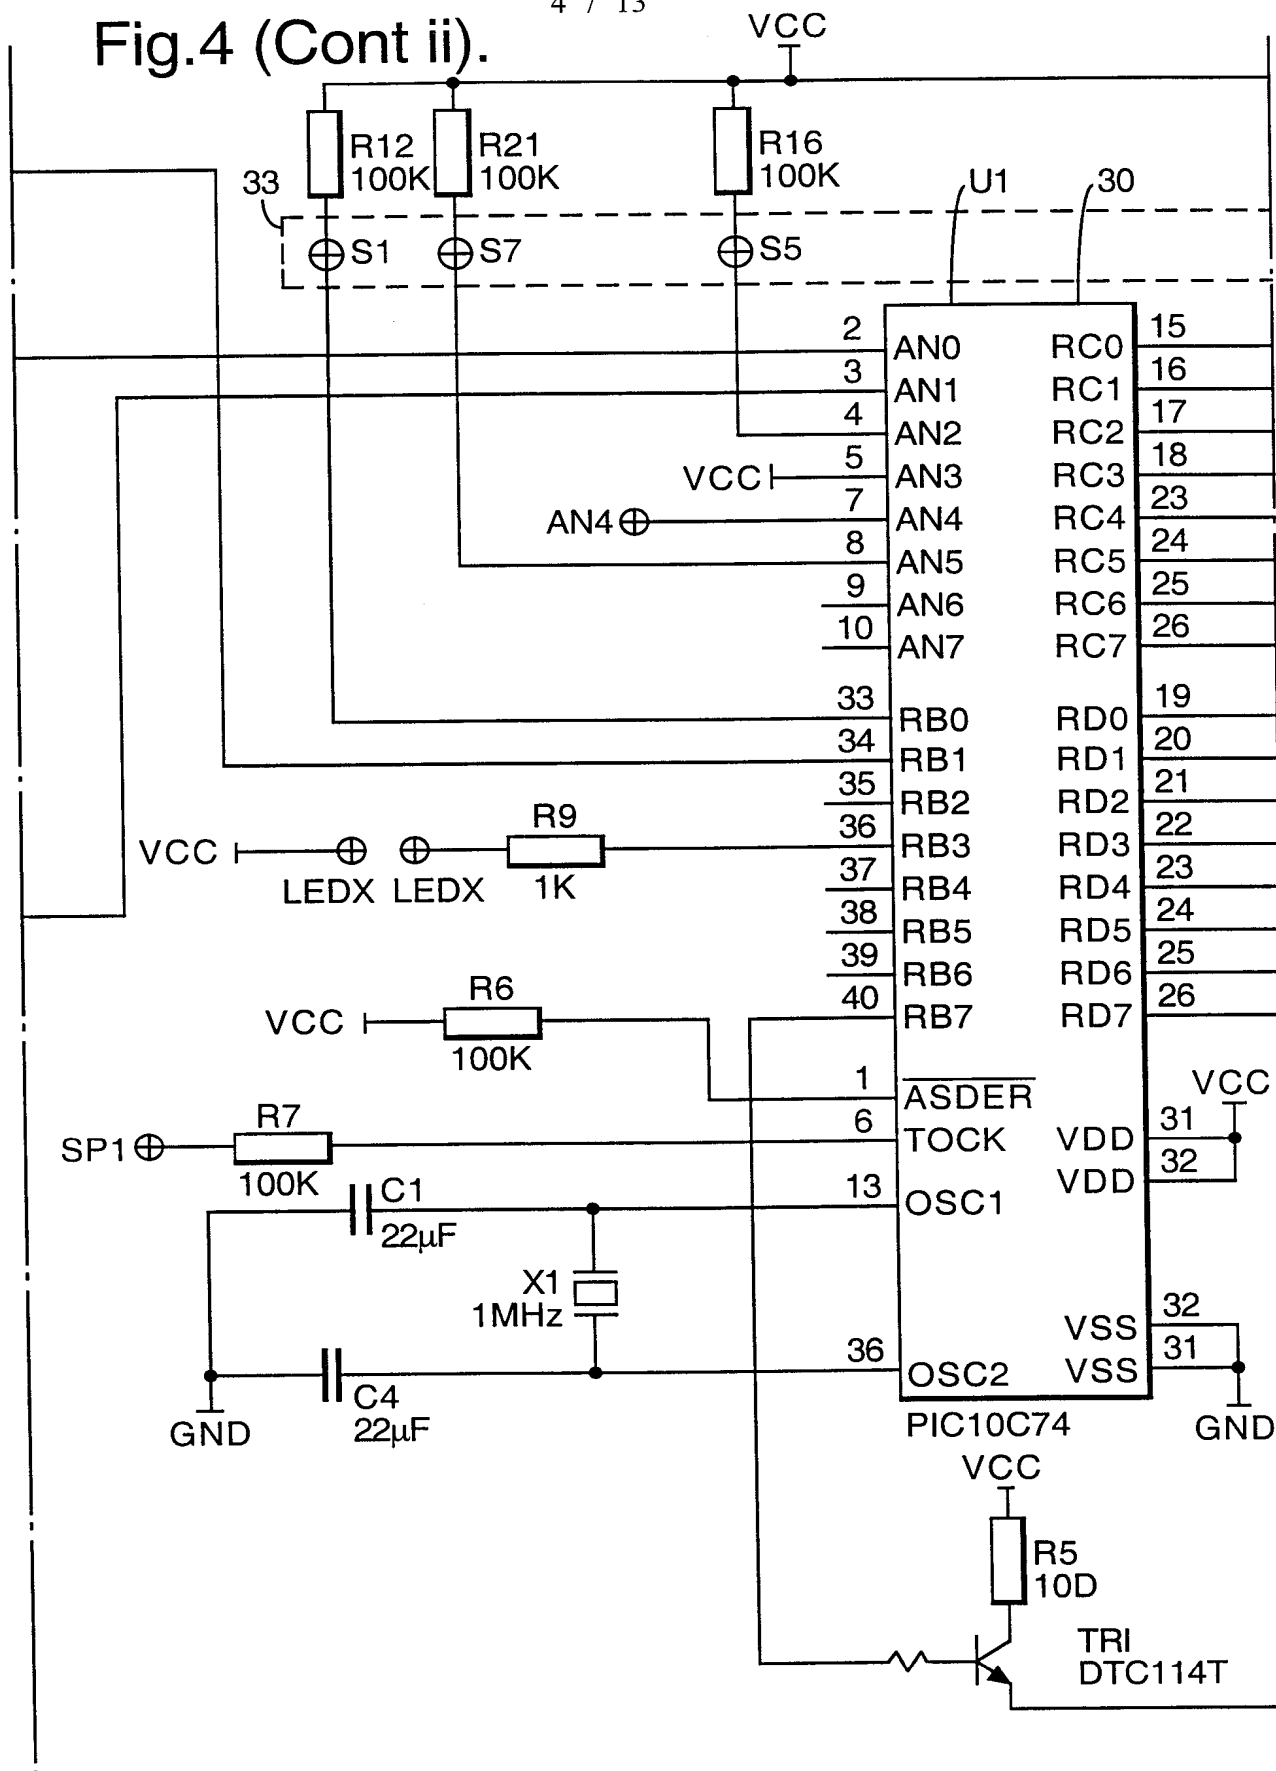 4 / 13
Fig.4 (Cont ii).
VCC
R12
100K
R21
100K
R16
100K
33
U1
30
S1
S7
S5
2
AN0
RC0
15
3
AN1
RC1
16
4
AN2
RC2
17
VCC
5
AN3
RC3
18
AN4
7
AN4
RC4
23
8
AN5
RC5
24
9
AN6
RC6
25
10
AN7
RC7
26
33
RB0
RD0
19
34
RB1
RD1
20
35
RB2
RD2
21
VCC
LEDX
LEDX
R9
1K
36
RB3
RD3
22
37
RB4
RD4
23
38
RB5
RD5
24
39
RB6
RD6
25
40
RB7
RD7
26
VCC
R6
100K
1
ASDER
VCC
SP1
R7
100K
6
TOCK
VDD
31
VDD
32
C1
22µF
13
OSC1
X1
1MHz
VSS
32
VSS
31
C4
22µF
36
OSC2
GND
GND
PIC10C74
VCC
R5
10D
TRI
DTC114T